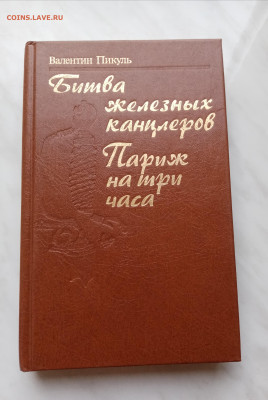 COINS.LAVE.RU
Валентин Пикуль
Битва
железных
канцлеров
Париж
на три
часа